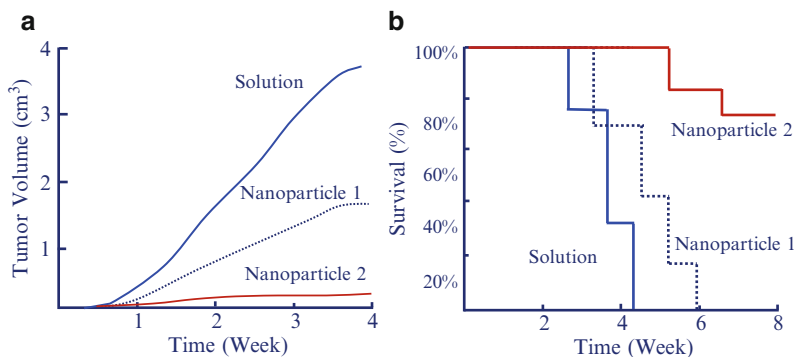 a
4
3
2
1
Tumor Volume (cm³)
Solution
Nanoparticle 1
Nanoparticle 2
1
2
3
4
Time (Week)
b
100%
80%
60%
40%
20%
Survival (%)
Nanoparticle 2
Nanoparticle 1
Solution
2
4
6
8
Time (Week)